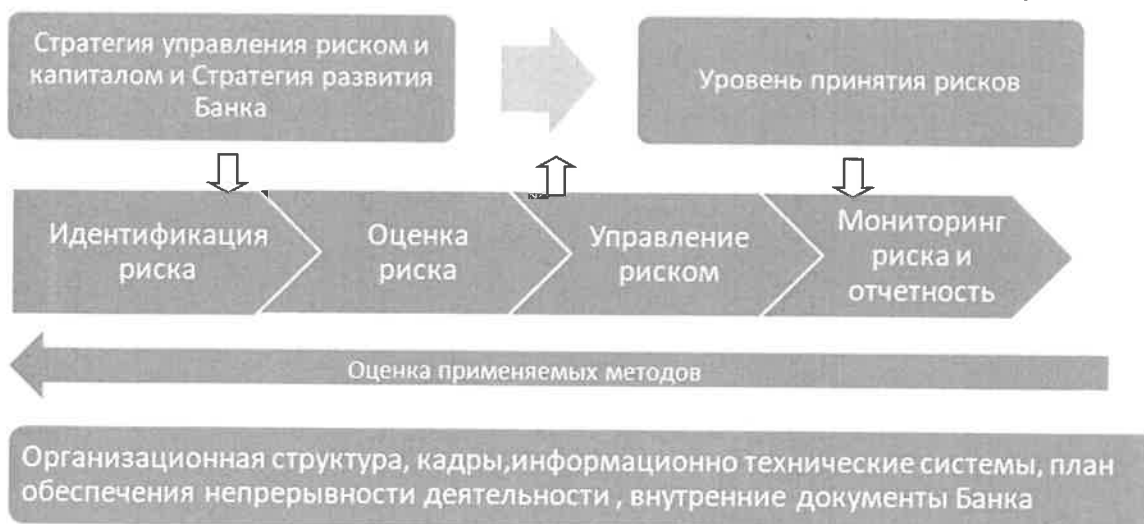 Стратегия управления риском и
капиталом и Стратегия развития
Банка
Уровень принятия рисков
Идентификация
риска
Оценка
риска
Управление
риском
Мониторинг
риска и
отчетность
Оценка применяемых методов
Организационная структура, кадры,информационно технические системы, план
обеспечения непрерывности деятельности , внутренние документы Банка